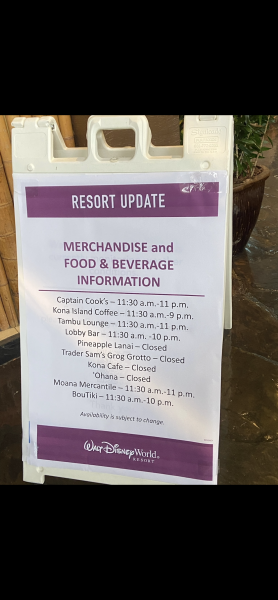 RESORT UPDATE
MERCHANDISE and
FOOD & BEVERAGE
INFORMATION
Captain Cook's – 11:30 a.m.-11 p.m.
Kona Island Coffee – 11:30 a.m.-9 p.m.
Tambu Lounge – 11:30 a.m.-11 p.m.
Lobby Bar – 11:30 a.m. -10 p.m.
Pineapple Lanai – Closed
Trader Sam's Grog Grotto – Closed
Kona Cafe – Closed
'Ohana – Closed
Moana Mercantile – 11:30 a.m.-11 p.m.
BouTiki – 11:30 a.m.-10 p.m.
Availability is subject to change.
Walt Disney World®
RESORT